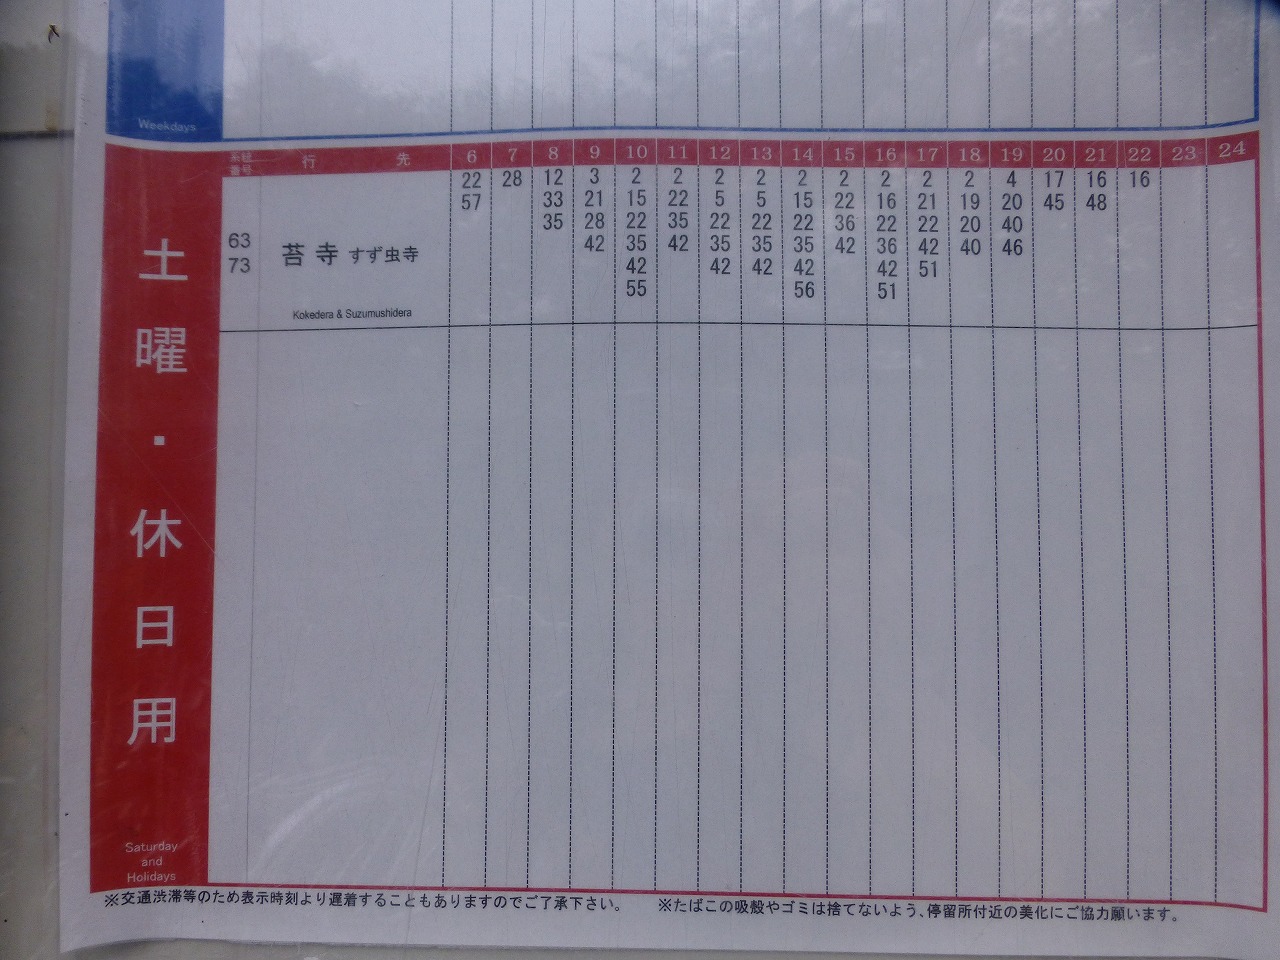 Weekdays
系統番号 行先 6 7 8 9 10 11 12 13 14 15 16 17 18 19 20 21 22 23 24
22 28 12 3 2 2 2 2 2 2 2 2 2 4 17 16 16
57 33 21 15 22 5 5 15 22 16 21 19 20 45 48
35 28 22 35 22 22 22 36 22 22 20 40
63 42 35 42 35 35 35 42 36 42 40 46
73 苔寺 すず虫寺
42 42 42 42 42 51
55 56 51
Kokedera & Suzumushidera
土曜・休日用
Saturday
and
Holidays
※交通渋滞等のため表示時刻より遅着することもありますのでご了承下さい。 ※たばこの吸殻やゴミは捨てないよう、停留所付近の美化にご協力願います。